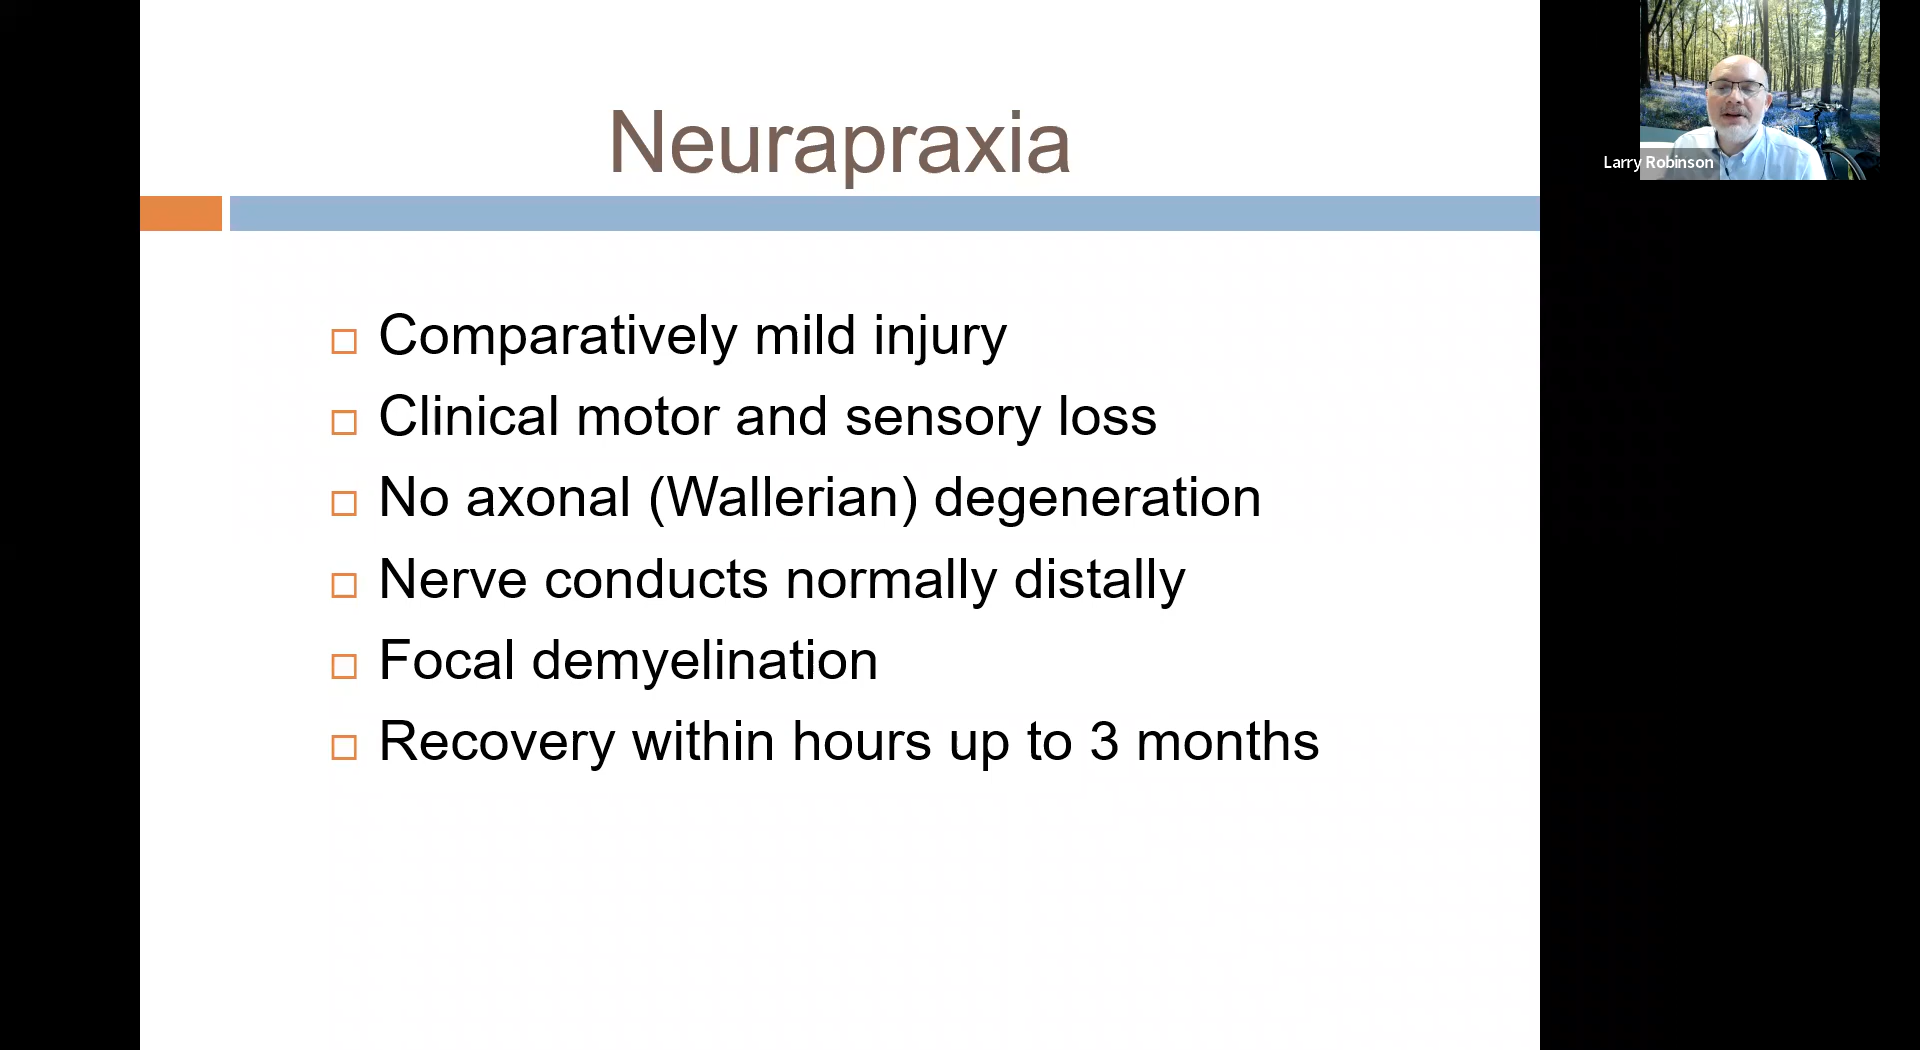 Neurapraxia
Larry Robinson
Comparatively mild injury
Clinical motor and sensory loss
No axonal (Wallerian) degeneration
Nerve conducts normally distally
Focal demyelination
Recovery within hours up to 3 months